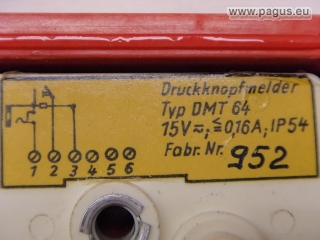 © www.pagus.eu
Druckknopfmelder
Typ DMT 64
15V≂; ≦0,16A; IP54
Fabr. Nr. 952
1 2 3 4 5 6